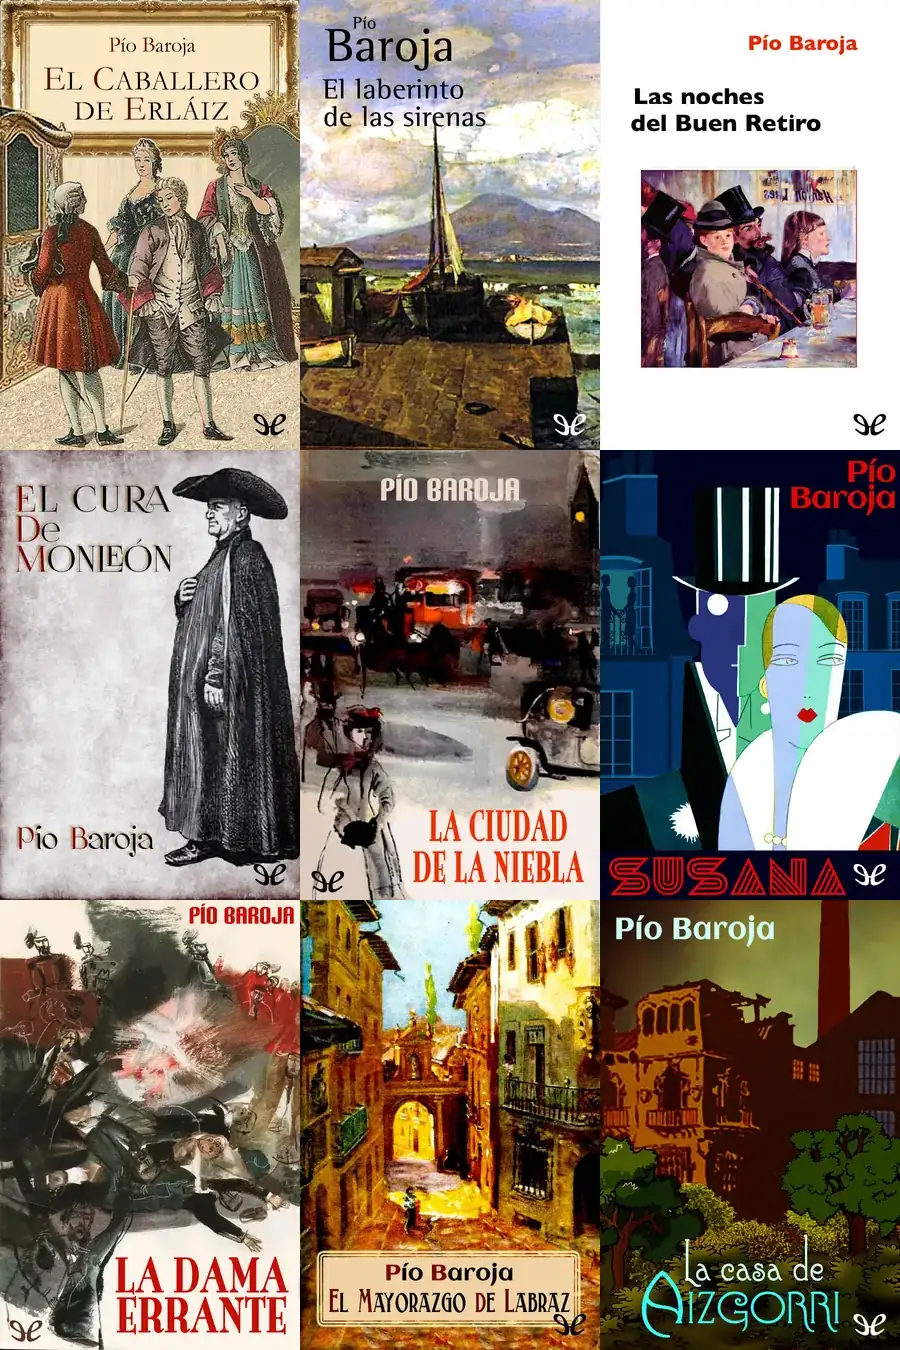 Pío Baroja
EL CABALLERO
DE ERLÁIZ
Pío
Baroja
El laberinto
de las sirenas
Pío Baroja
Las noches
del Buen Retiro
EL CURA
De
MONLEÓN
Pío Baroja
PÍO BAROJA
LA CIUDAD
DE LA NIEBLA
Pío
Baroja
SUSANA
PÍO BAROJA
LA DAMA
ERRANTE
Pío Baroja
EL MAYORAZGO DE LABRAZ
Pío Baroja
La casa de
AIZGORRI